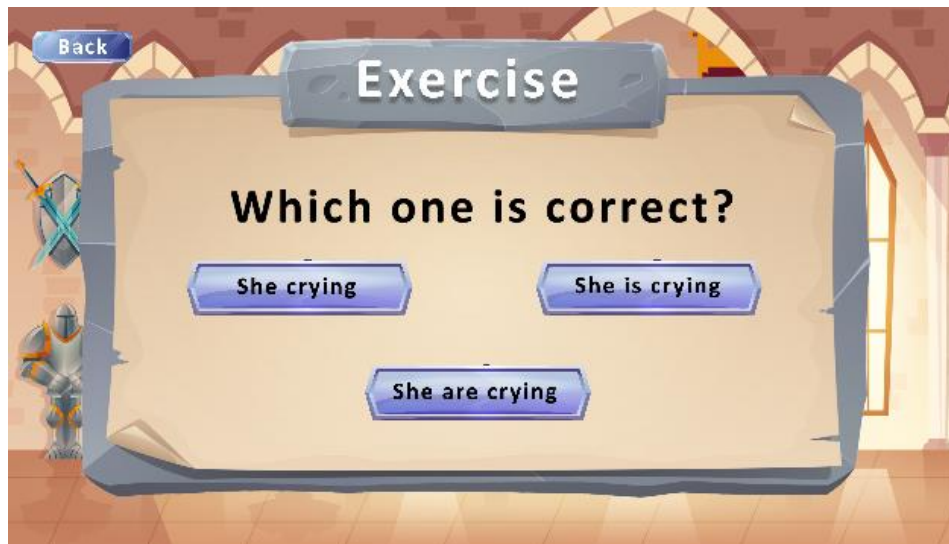 Back
Exercise
Which one is correct?
She crying
She is crying
She are crying